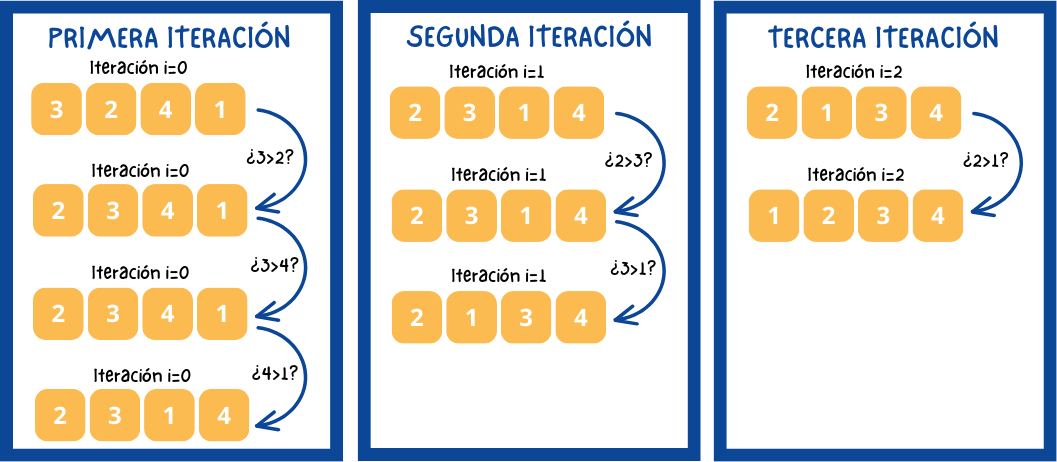 PRIMERA ITERACIÓN
Iteración i=0
3 2 4 1
¿3>2?
Iteración i=0
2 3 4 1
¿3>4?
Iteración i=0
2 3 4 1
¿4>1?
Iteración i=0
2 3 1 4
SEGUNDA ITERACIÓN
Iteración i=1
2 3 1 4
¿2>3?
Iteración i=1
2 3 1 4
¿3>1?
Iteración i=1
2 1 3 4
TERCERA ITERACIÓN
Iteración i=2
2 1 3 4
¿2>1?
Iteración i=2
1 2 3 4